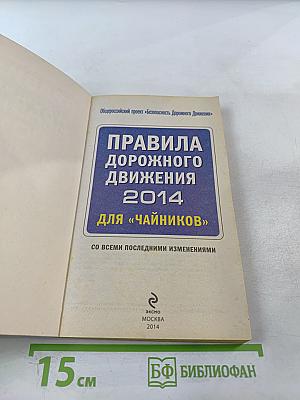 Общероссийский проект «Безопасность Дорожного Движения»
ПРАВИЛА
ДОРОЖНОГО
ДВИЖЕНИЯ
2014
ДЛЯ «ЧАЙНИКОВ»
СО ВСЕМИ ПОСЛЕДНИМИ ИЗМЕНЕНИЯМИ
эксмо
МОСКВА
2014
15 см
БФ БИБЛИОФАН